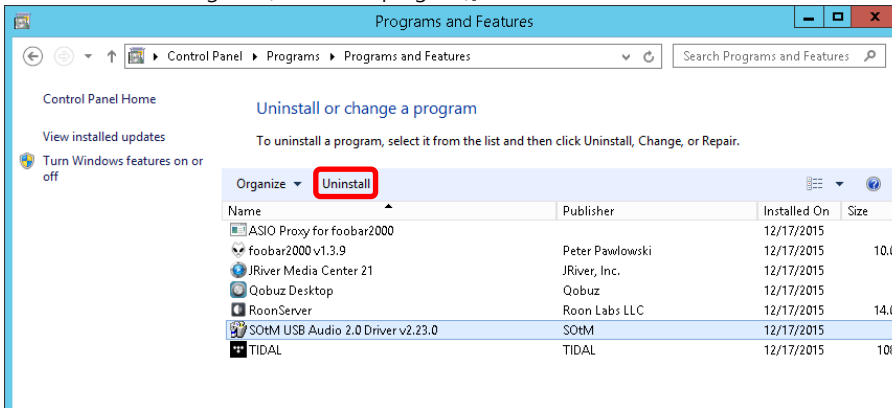 Programs and Features
Control Panel Programs Programs and Features Search Programs and Features
Control Panel Home
View installed updates
Turn Windows features on or
off
Uninstall or change a program
To uninstall a program, select it from the list and then click Uninstall, Change, or Repair.
Organize Uninstall
Name Publisher Installed On Size
ASIO Proxy for foobar2000 12/17/2015
foobar2000 v1.3.9 Peter Pawlowski 12/17/2015 10.0
JRiver Media Center 21 JRiver, Inc. 12/17/2015
Qobuz Desktop Qobuz 12/17/2015
RoonServer Roon Labs LLC 12/17/2015 14.0
SOtM USB Audio 2.0 Driver v2.23.0 SOtM 12/17/2015
TIDAL TIDAL 12/17/2015